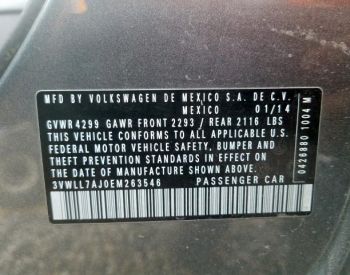 MFD BY VOLKSWAGEN DE MEXICO S.A. DE C.V.
MEXICO 01/14
GVWR 4299 GAWR FRONT 2293 / REAR 2116 LBS
THIS VEHICLE CONFORMS TO ALL APPLICABLE U.S.
FEDERAL MOTOR VEHICLE SAFETY, BUMPER AND
THEFT PREVENTION STANDARDS IN EFFECT ON THE
DATE OF MANUFACTURE SHOWN ABOVE.
3VWLL7AJ0EM263546 PASSENGER CAR
0426880 1004 M